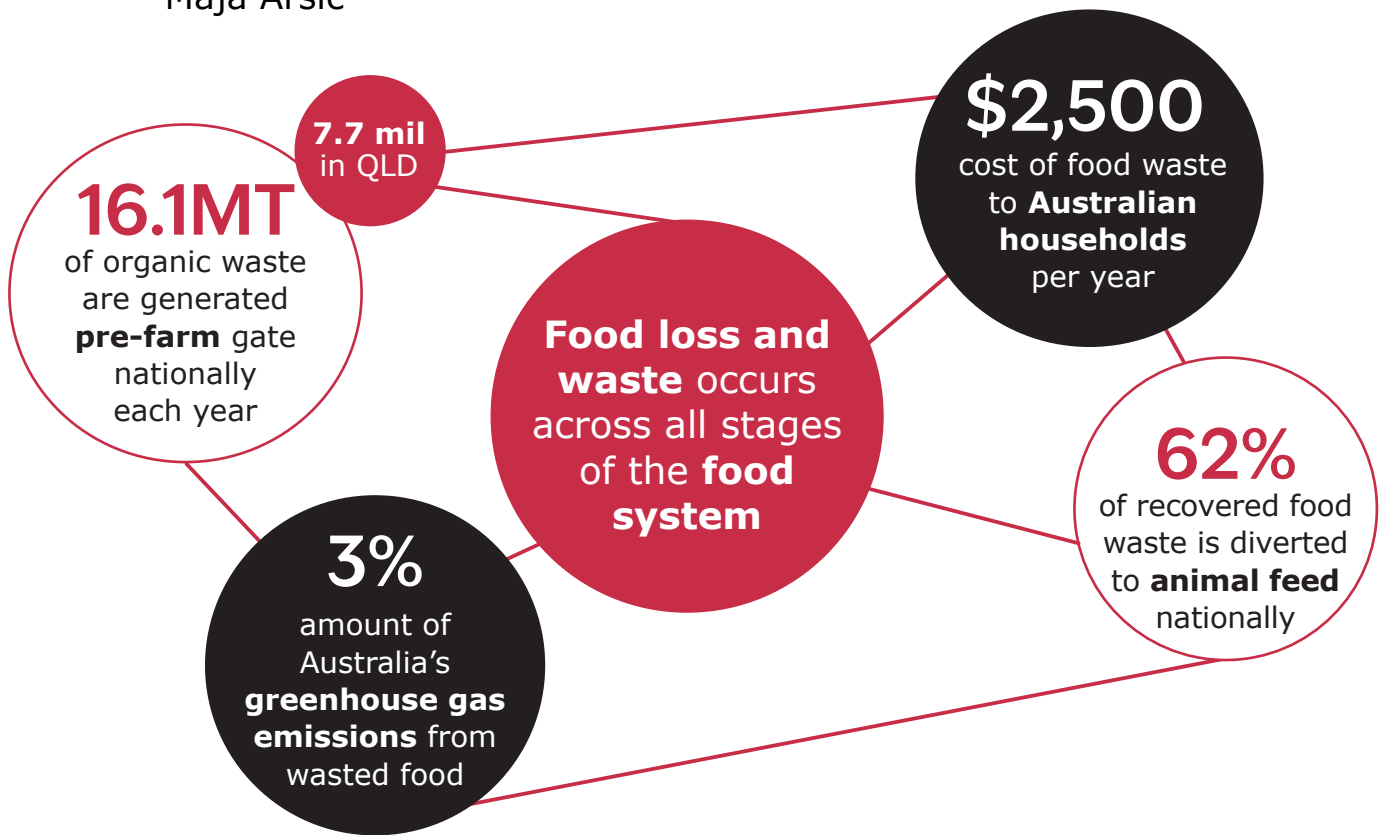 Maja Arsic
7.7 mil
in QLD
16.1MT
of organic waste
are generated
pre-farm gate
nationally
each year
$2,500
cost of food waste
to Australian
households
per year
Food loss and
waste occurs
across all stages
of the food
system
62%
of recovered food
waste is diverted
to animal feed
nationally
3%
amount of
Australia’s
greenhouse gas
emissions from
wasted food